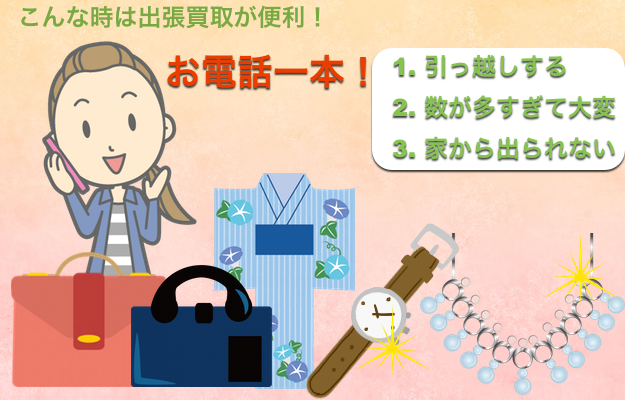 こんな時は出張買取が便利！
お電話一本！
1. 引っ越しする
2. 数が多すぎて大変
3. 家から出られない